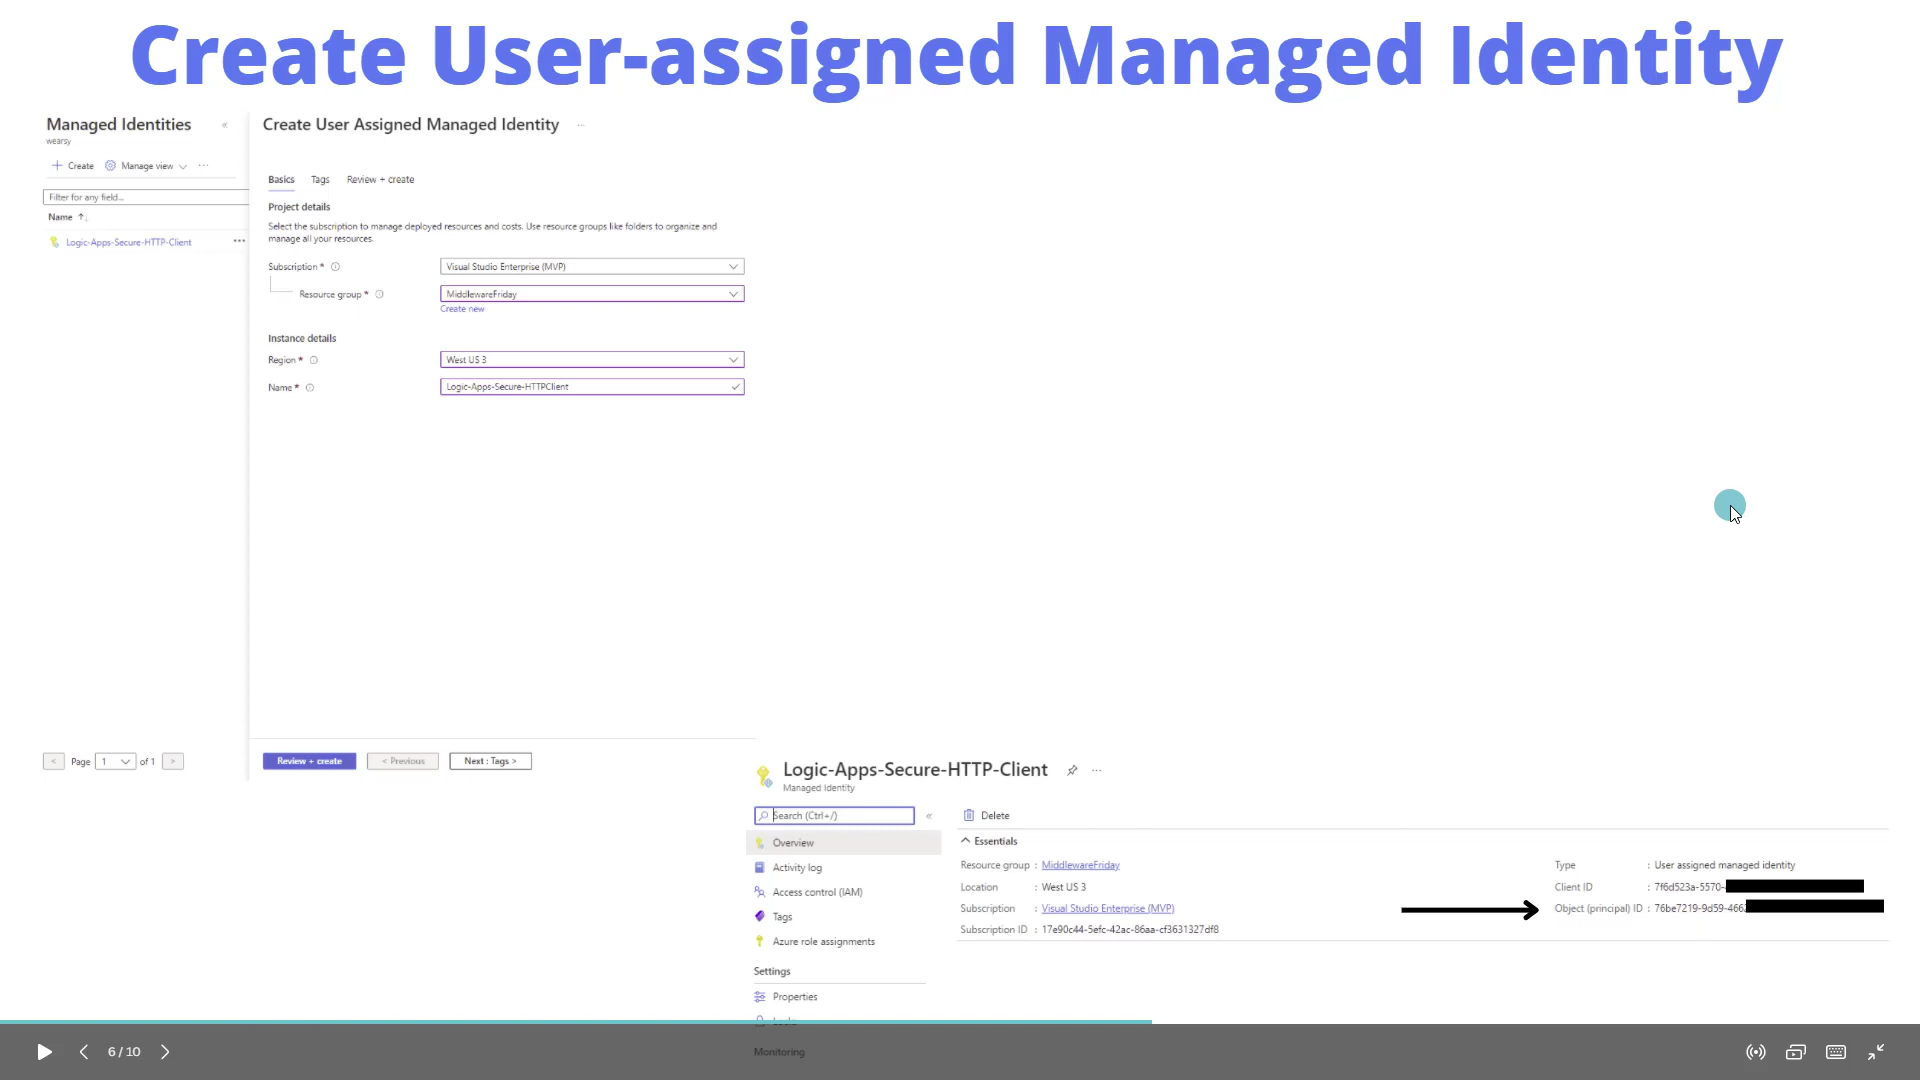 Create User-assigned Managed Identity
Managed Identities
wearsy
Create Manage view
Filter for any field...
Name
Logic-Apps-Secure-HTTP-Client
Page 1 of 1
Create User Assigned Managed Identity
Basics Tags Review + create
Project details
Select the subscription to manage deployed resources and costs. Use resource groups like folders to organize and
manage all your resources.
Subscription * Visual Studio Enterprise (MVP)
Resource group * MiddlewareFriday
Create new
Instance details
Region * West US 3
Name * Logic-Apps-Secure-HTTPClient
Review + create < Previous Next : Tags >
Logic-Apps-Secure-HTTP-Client
Managed Identity
Search (Ctrl+/)
Overview
Activity log
Access control (IAM)
Tags
Azure role assignments
Settings
Properties
Locks
Monitoring
Delete
Essentials
Resource group : MiddlewareFriday
Location : West US 3
Subscription : Visual Studio Enterprise (MVP)
Subscription ID : 17e90c44-5efc-42ac-86aa-cf3631327df8
Type : User assigned managed identity
Client ID : 7f6d523a-5570-
Object (principal) ID : 76be7219-9d59-466
6 / 10